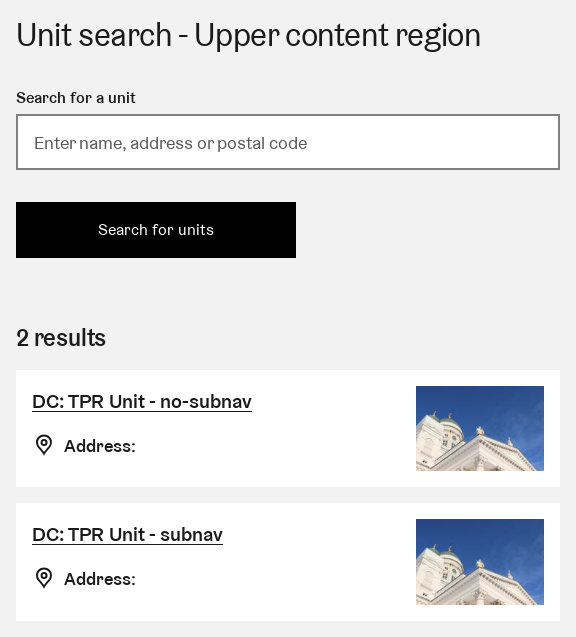 Unit search - Upper content region
Search for a unit
Enter name, address or postal code
Search for units
2 results
DC: TPR Unit - no-subnav
Address:
DC: TPR Unit - subnav
Address: